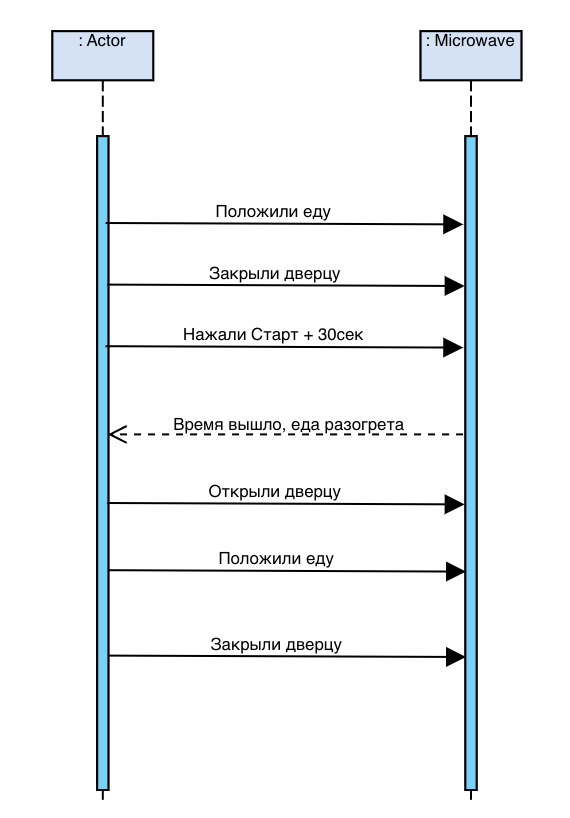 : Actor
: Microwave
Положили еду
Закрыли дверцу
Нажали Старт + 30сек
Время вышло, еда разогрета
Открыли дверцу
Положили еду
Закрыли дверцу